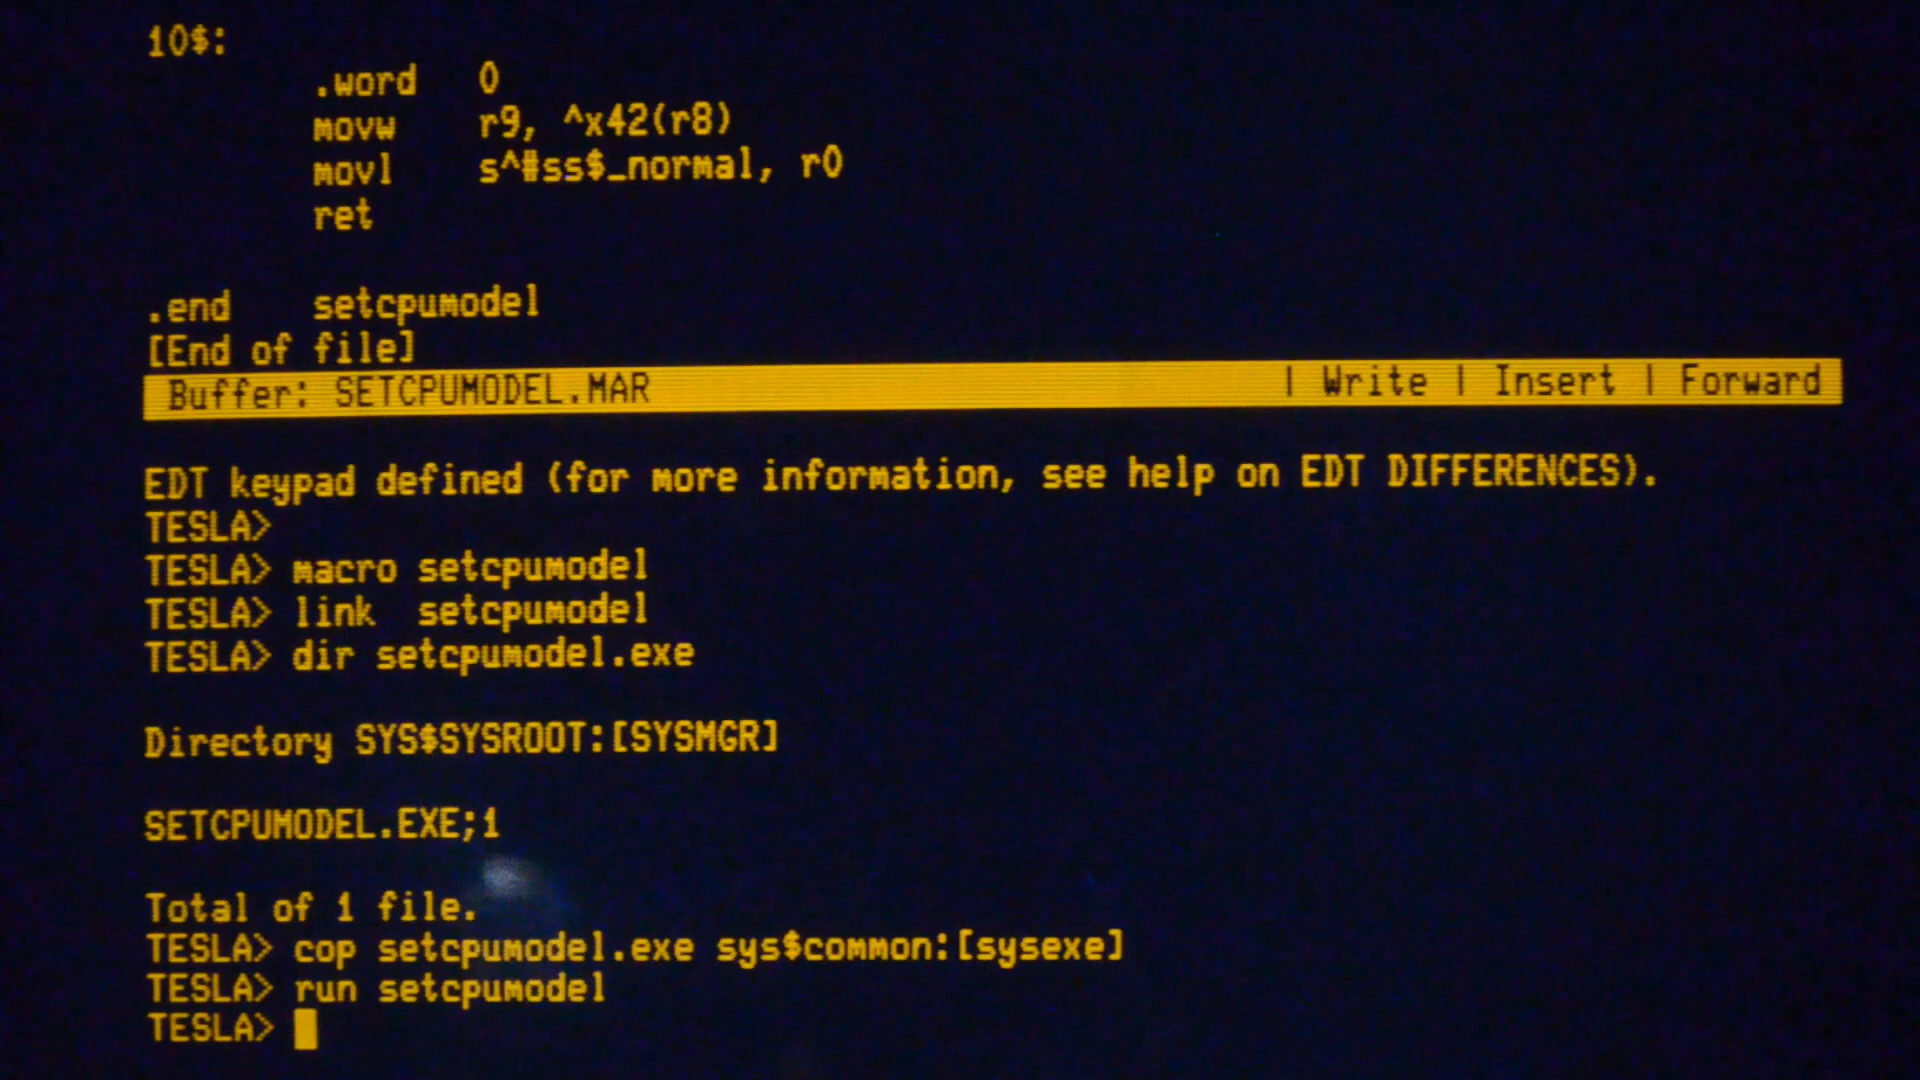 10$:
.word 0
movw r9, ^x42(r8)
movl s^#ss$_normal, r0
ret
.end setcpumodel
[End of file]
Buffer: SETCPUMODEL.MAR | Write | Insert | Forward
EDT keypad defined (for more information, see help on EDT DIFFERENCES).
TESLA>
TESLA> macro setcpumodel
TESLA> link  setcpumodel
TESLA> dir setcpumodel.exe
Directory SYS$SYSROOT:[SYSMGR]
SETCPUMODEL.EXE;1
Total of 1 file.
TESLA> cop setcpumodel.exe sys$common:[sysexe]
TESLA> run setcpumodel
TESLA>